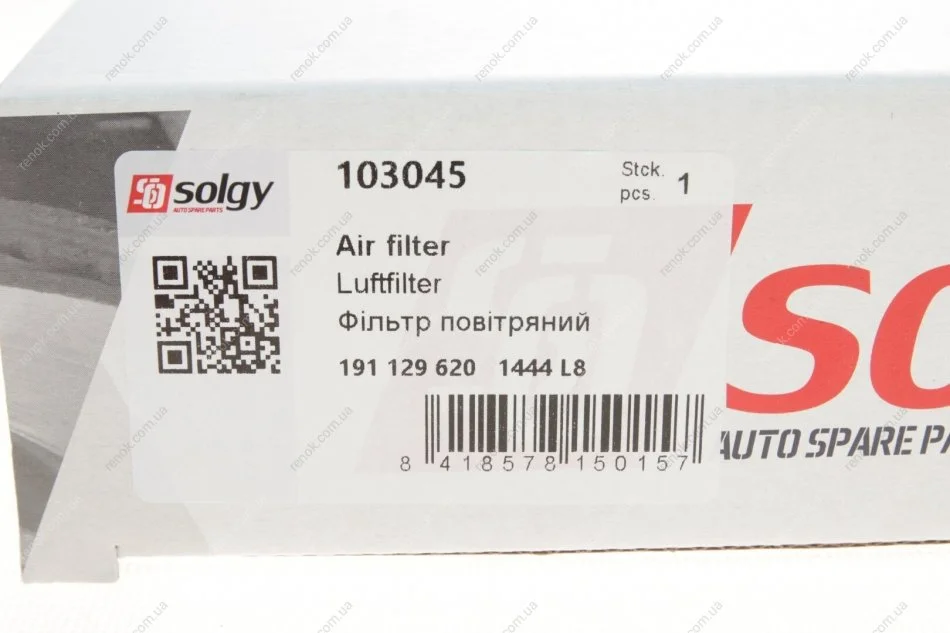 solgy
AUTO SPARE PARTS
103045
Stck.
pcs. 1
Air filter
Luftfilter
Фільтр повітряний
191 129 620 1444 L8
8 418578 150157
so
AUTO SPARE PA
renok.com.ua